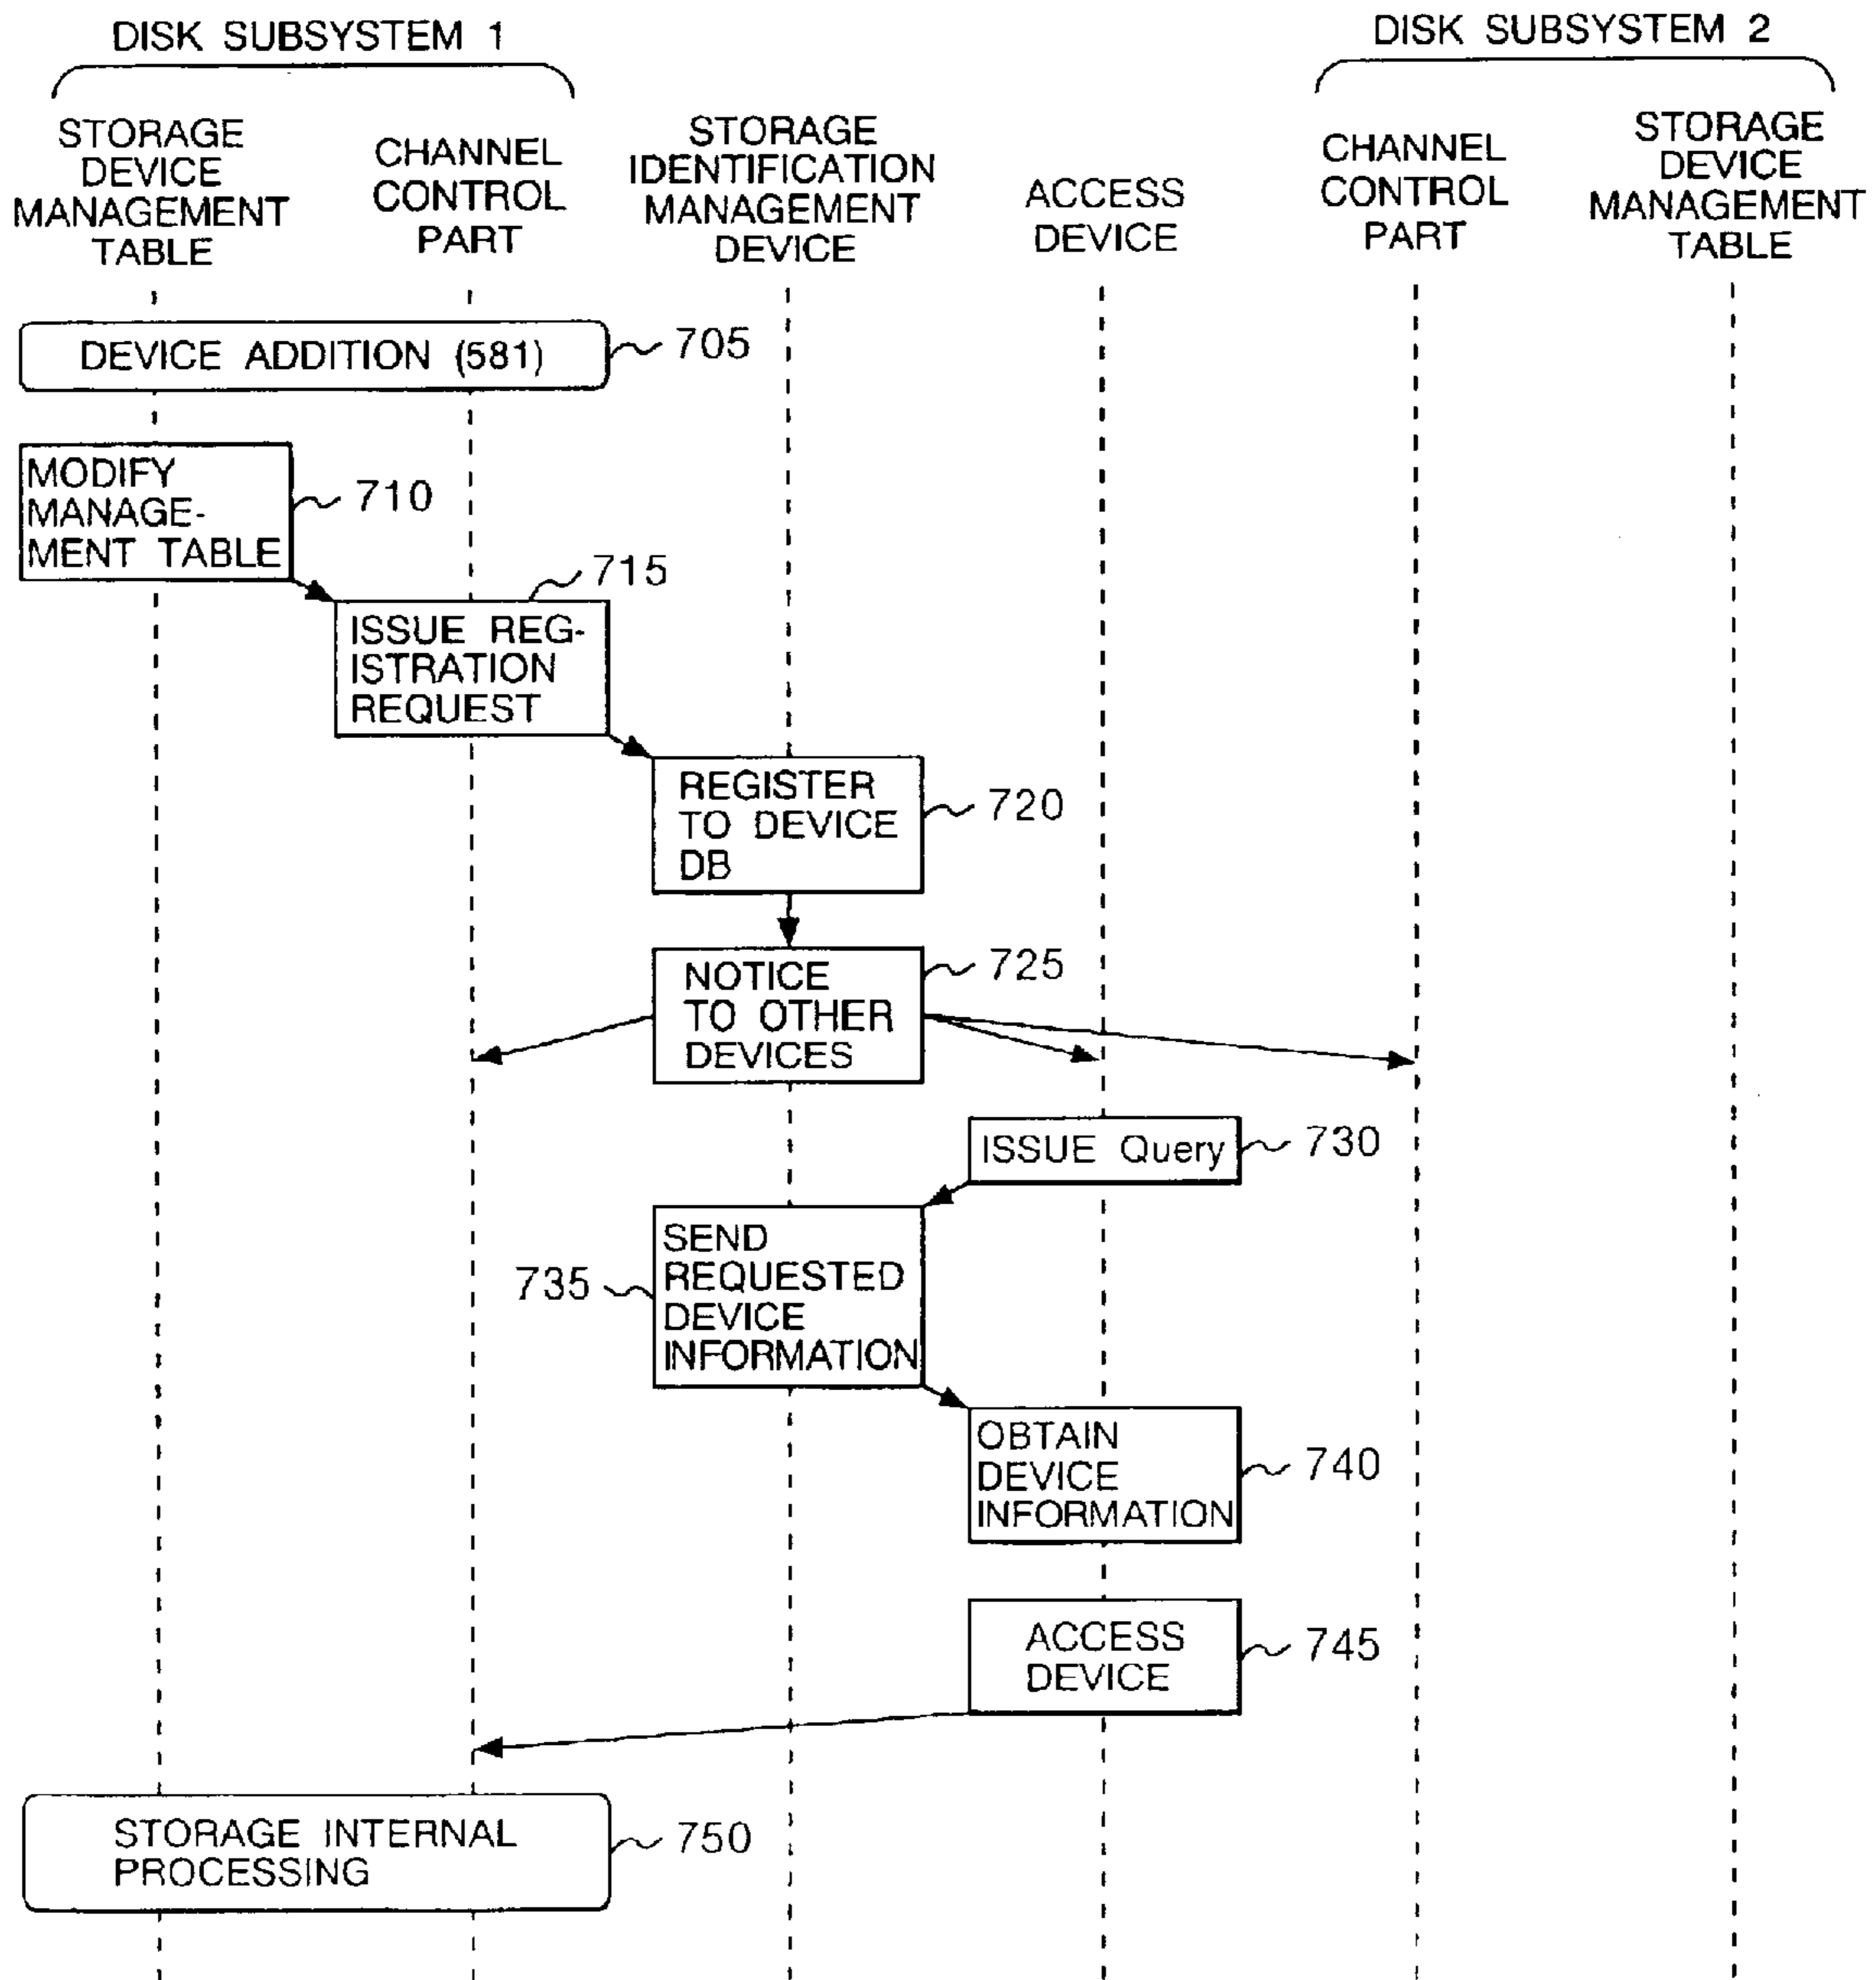 DISK SUBSYSTEM 1
DISK SUBSYSTEM 2
STORAGE
DEVICE
MANAGEMENT
TABLE
CHANNEL
CONTROL
PART
STORAGE
IDENTIFICATION
MANAGEMENT
DEVICE
ACCESS
DEVICE
CHANNEL
CONTROL
PART
STORAGE
DEVICE
MANAGEMENT
TABLE
DEVICE ADDITION (581)
705
MODIFY
MANAGE-
MENT TABLE
710
715
ISSUE REG-
ISTRATION
REQUEST
REGISTER
TO DEVICE
DB
720
NOTICE
TO OTHER
DEVICES
725
ISSUE Query
730
SEND
REQUESTED
DEVICE
INFORMATION
735
OBTAIN
DEVICE
INFORMATION
740
ACCESS
DEVICE
745
STORAGE INTERNAL
PROCESSING
750